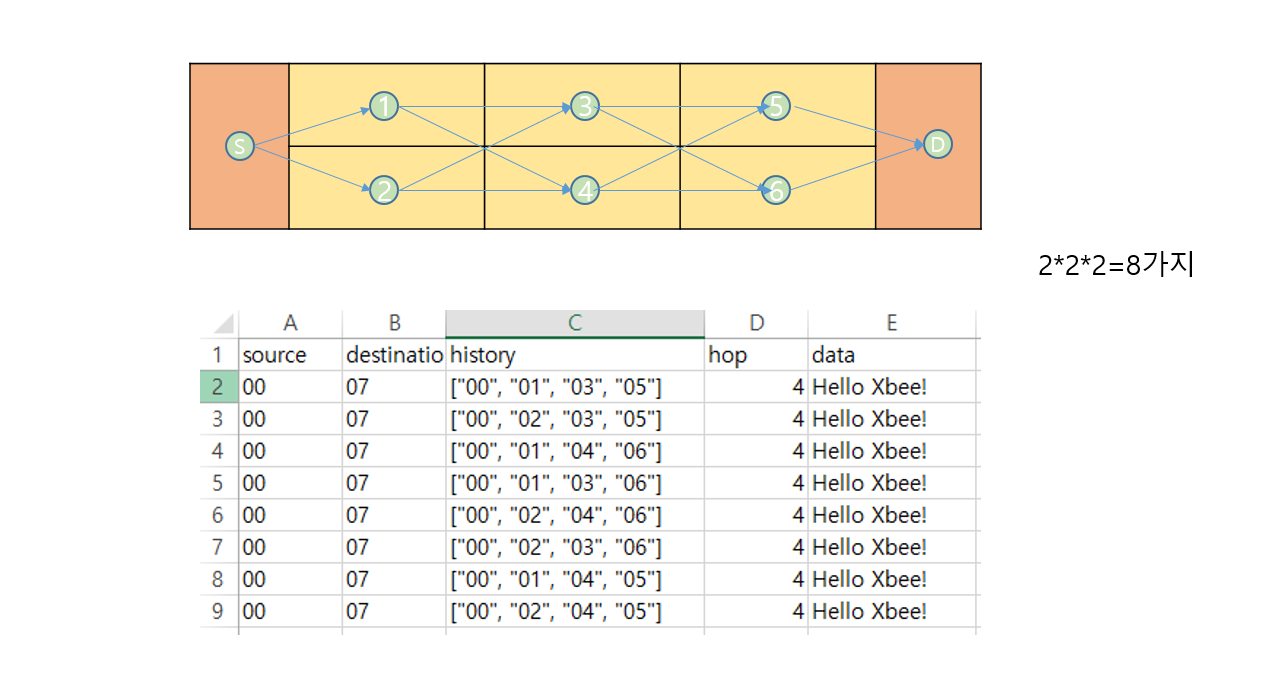 1 3 5
S D
2 4 6
2*2*2=8가지
A B C D E
1 source destinatio history hop data
2 00 07 ["00", "01", "03", "05"] 4 Hello Xbee!
3 00 07 ["00", "02", "03", "05"] 4 Hello Xbee!
4 00 07 ["00", "01", "04", "06"] 4 Hello Xbee!
5 00 07 ["00", "01", "03", "06"] 4 Hello Xbee!
6 00 07 ["00", "02", "04", "06"] 4 Hello Xbee!
7 00 07 ["00", "02", "03", "06"] 4 Hello Xbee!
8 00 07 ["00", "01", "04", "05"] 4 Hello Xbee!
9 00 07 ["00", "02", "04", "05"] 4 Hello Xbee!